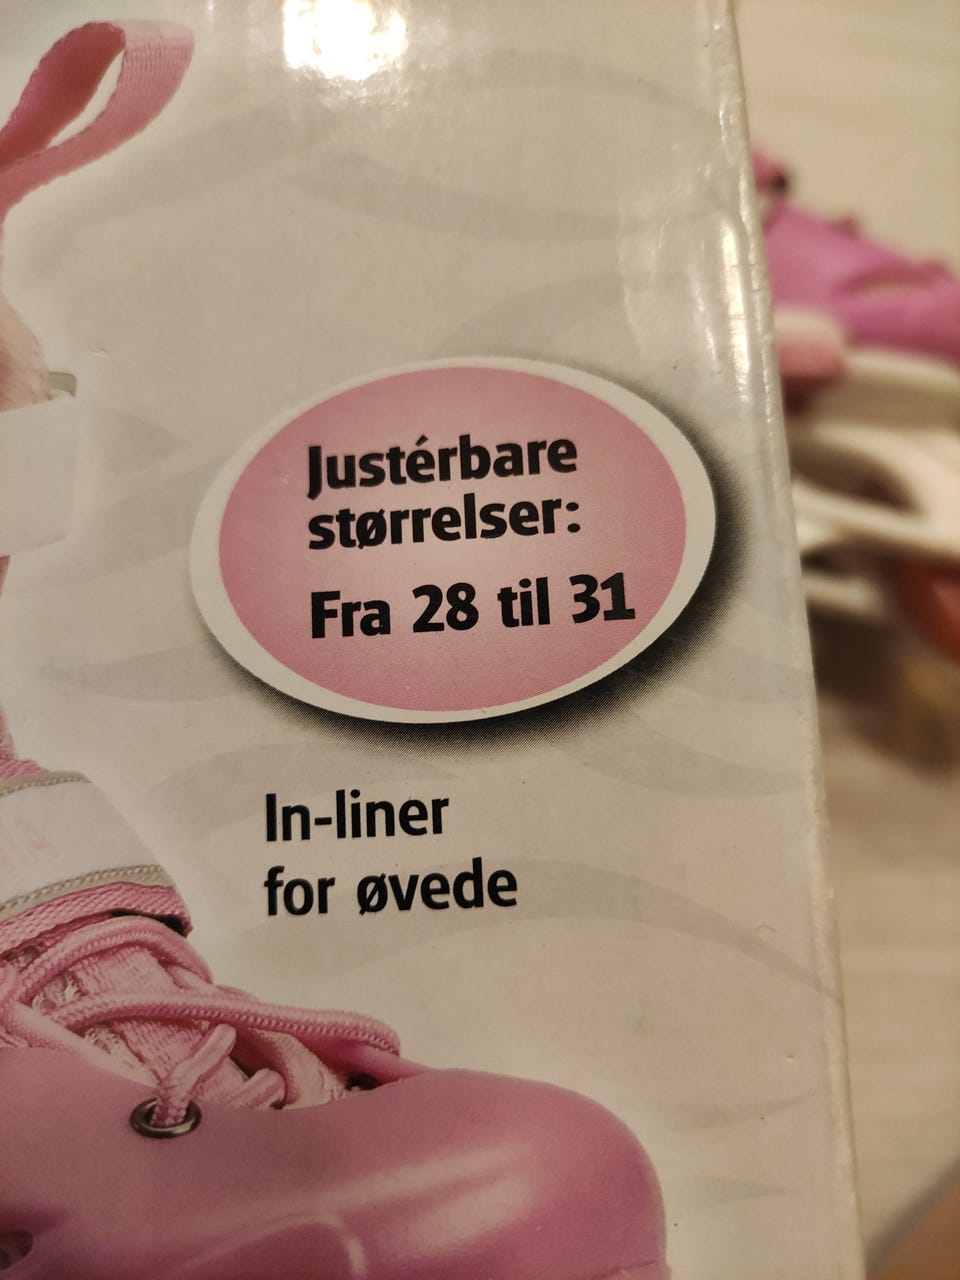 Justérbare
størrelser:
Fra 28 til 31
In-liner
for øvede